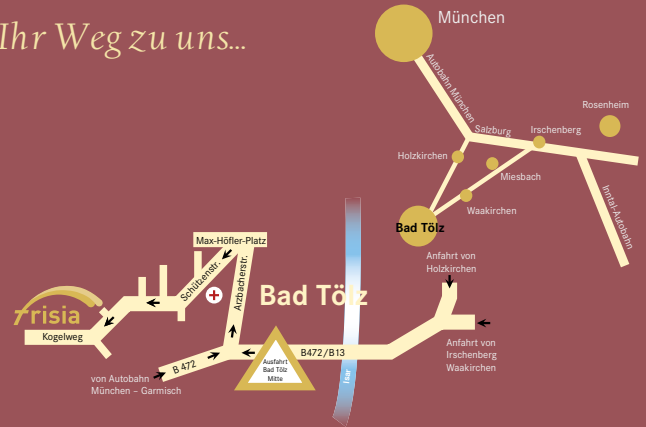 Ihr Weg zu uns...
München
Autobahn München
Salzburg
Irschenberg
Rosenheim
Holzkirchen
Miesbach
Waakirchen
Inntal-Autobahn
Bad Tölz
Anfahrt von
Holzkirchen
Max-Höfler-Platz
Schützenstr.
Arzbacherstr.
Bad Tölz
Frisia
Kogelweg
B 472
B472/B13
Ausfahrt
Bad Tölz
Mitte
Isar
Anfahrt von
Irschenberg
Waakirchen
von Autobahn
München – Garmisch